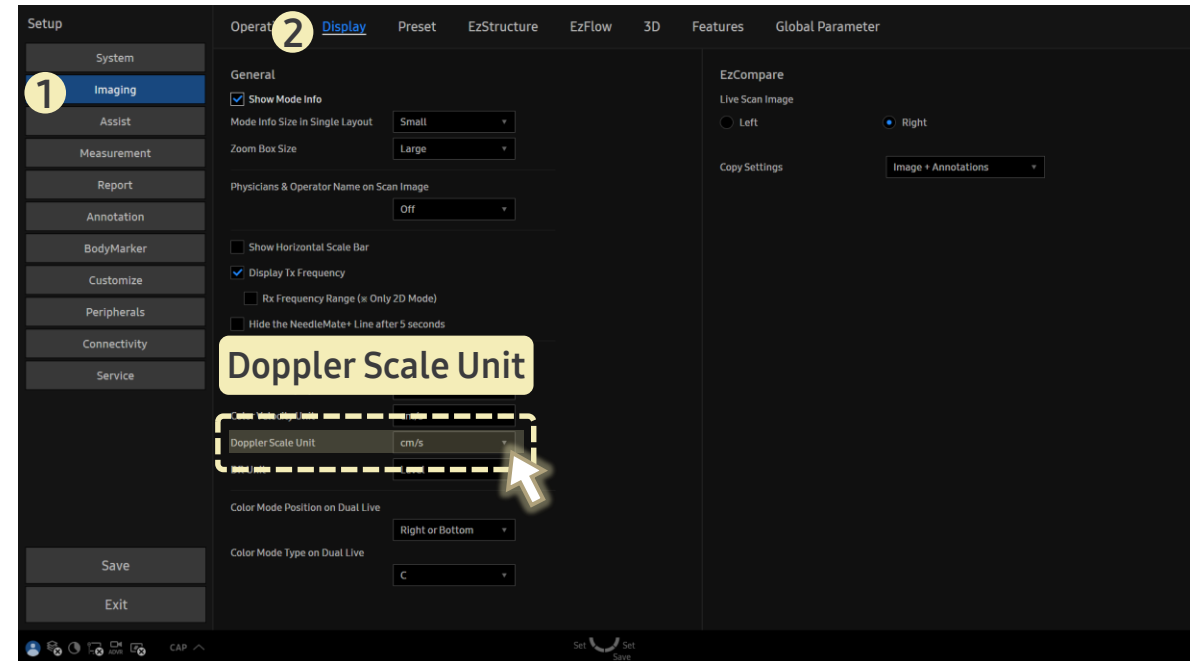 Setup
System
1
Imaging
Assist
Measurement
Report
Annotation
BodyMarker
Customize
Peripherals
Connectivity
Service
Save
Exit
2 Display Preset EzStructure EzFlow 3D Features Global Parameter
General
Show Mode Info
Mode Info Size in Single Layout Small
Zoom Box Size Large
Physicians & Operator Name on Scan Image
Off
Show Horizontal Scale Bar
Display Tx Frequency
Rx Frequency Range (※ Only 2D Mode)
Hide the NeedleMate+ Line after 5 seconds
Doppler Scale Unit
Doppler Scale Unit cm/s
Color Mode Position on Dual Live
Right or Bottom
Color Mode Type on Dual Live
C
EzCompare
Live Scan Image
Left Right
Copy Settings Image + Annotations
CAP
Set Set
Save